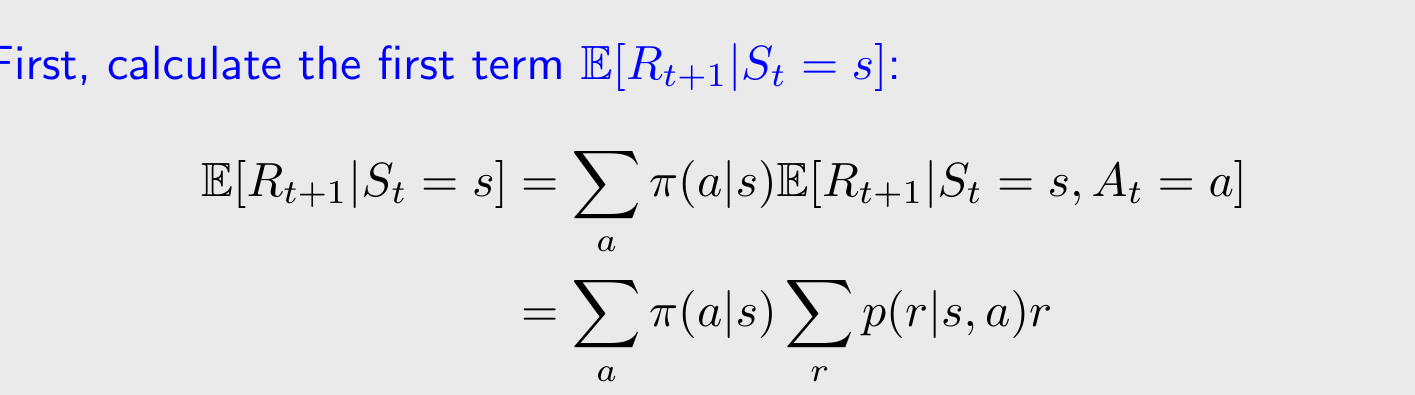 First, calculate the first term 𝔼[R_{t+1}|S_t = s]:
𝔼[R_{t+1}|S_t = s] = ∑_a π(a|s)𝔼[R_{t+1}|S_t = s, A_t = a]
= ∑_a π(a|s) ∑_r p(r|s, a)r